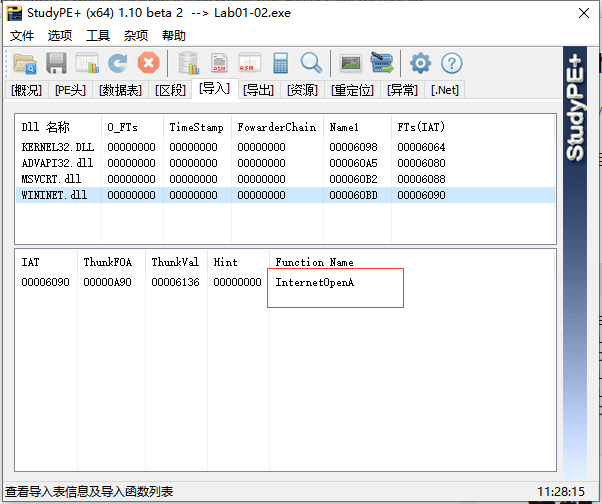 StudyPE+ (x64) 1.10 beta 2 --> Lab01-02.exe
文件 选项 工具 杂项 帮助
ASM ASM
[概况] [PE头] [数据表] [区段] [导入] [导出] [资源] [重定位] [异常] [.Net]
StudyPE+
Dll 名称 O_FTs TimeStamp FowarderChain Name1 FTs(IAT)
KERNEL32.DLL 00000000 00000000 00000000 00006098 00006064
ADVAPI32.dll 00000000 00000000 00000000 000060A5 00006080
MSVCRT.dll 00000000 00000000 00000000 000060B2 00006088
WININET.dll 00000000 00000000 00000000 000060BD 00006090
IAT ThunkFOA ThunkVal Hint Function Name
00006090 00000A90 00006136 00000000 InternetOpenA
查看导入表信息及导入函数列表 11:28:15